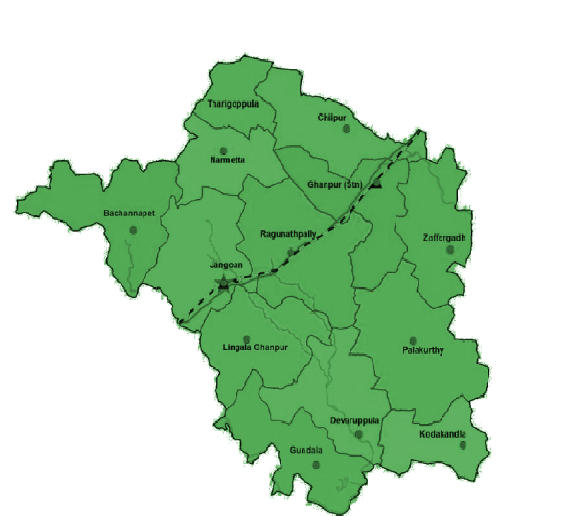 Tharigoppula
Chilpur
Narmetta
Ghanpur (Stn)
Bachannapet
Ragunathpally
Zaffergadh
Jangoan
Lingala Ghanpur
Palakurthy
Devaruppula
Kodakandla
Gundala